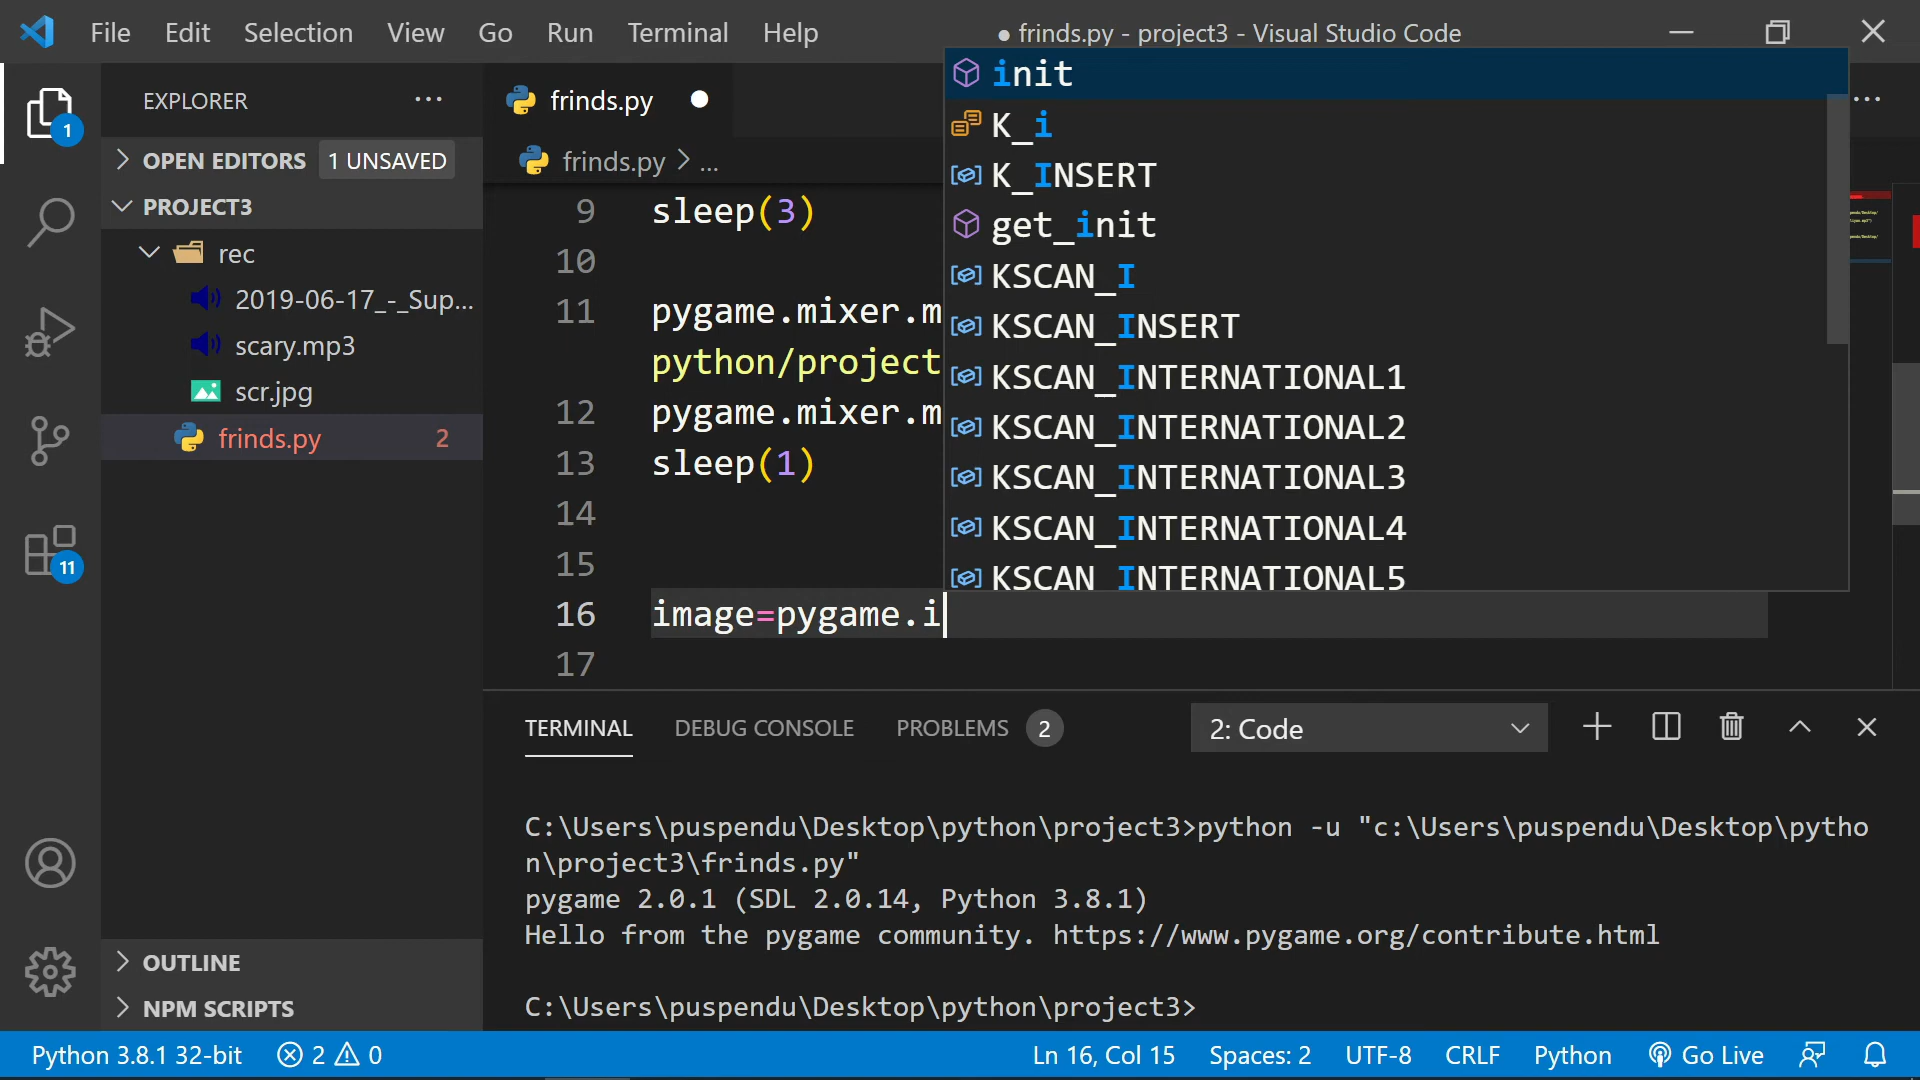 File Edit Selection View Go Run Terminal Help
● frinds.py - project3 - Visual Studio Code
EXPLORER
1
OPEN EDITORS 1 UNSAVED
PROJECT3
rec
2019-06-17_-_Sup...
scary.mp3
scr.jpg
frinds.py 2
11
OUTLINE
NPM SCRIPTS
frinds.py
frinds.py > ...
9 sleep(3)
10
11 pygame.mixer.m
python/project
12 pygame.mixer.m
13 sleep(1)
14
15
16 image=pygame.i
17
init
K_i
K_INSERT
get_init
KSCAN_I
KSCAN_INSERT
KSCAN_INTERNATIONAL1
KSCAN_INTERNATIONAL2
KSCAN_INTERNATIONAL3
KSCAN_INTERNATIONAL4
KSCAN_INTERNATIONAL5
TERMINAL DEBUG CONSOLE PROBLEMS 2
2: Code
C:\Users\puspendu\Desktop\python\project3>python -u "c:\Users\puspendu\Desktop\pytho
n\project3\frinds.py"
pygame 2.0.1 (SDL 2.0.14, Python 3.8.1)
Hello from the pygame community. https://www.pygame.org/contribute.html
C:\Users\puspendu\Desktop\python\project3>
Python 3.8.1 32-bit 2 0
Ln 16, Col 15 Spaces: 2 UTF-8 CRLF Python Go Live